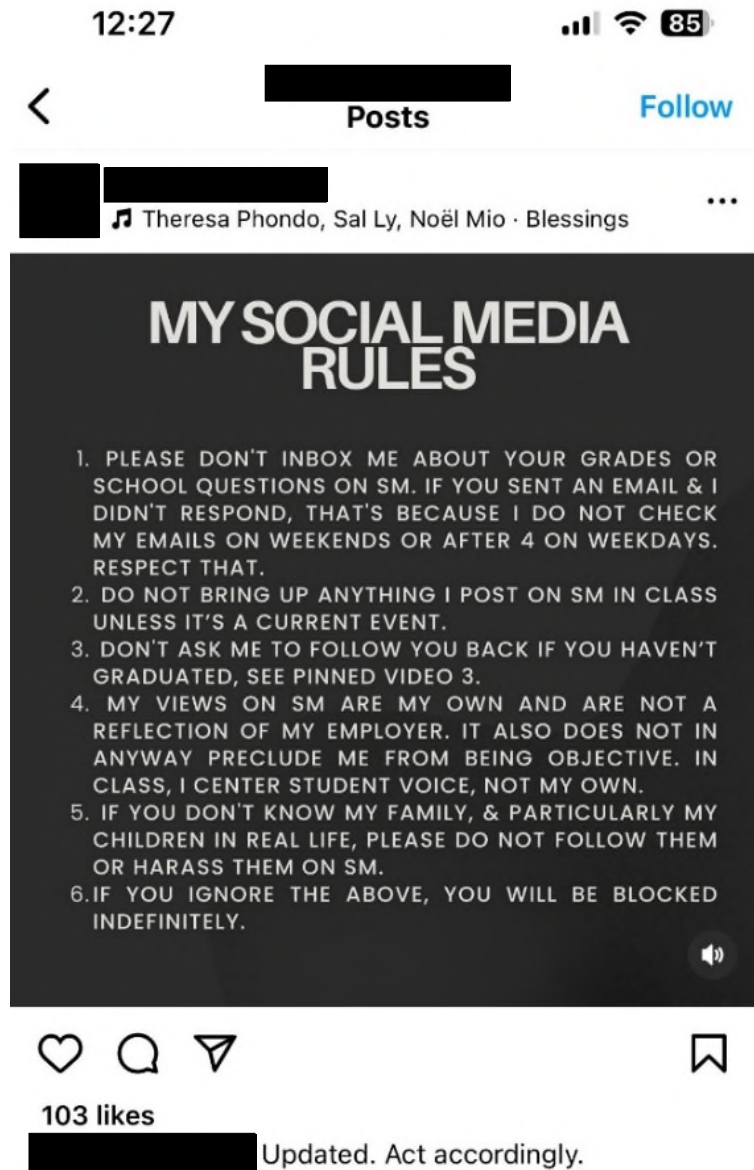 12:27
85
Posts
Follow
Theresa Phondo, Sal Ly, Noël Mio · Blessings
MY SOCIAL MEDIA
RULES
1. PLEASE DON'T INBOX ME ABOUT YOUR GRADES OR
SCHOOL QUESTIONS ON SM. IF YOU SENT AN EMAIL & I
DIDN'T RESPOND, THAT'S BECAUSE I DO NOT CHECK
MY EMAILS ON WEEKENDS OR AFTER 4 ON WEEKDAYS.
RESPECT THAT.
2. DO NOT BRING UP ANYTHING I POST ON SM IN CLASS
UNLESS IT'S A CURRENT EVENT.
3. DON'T ASK ME TO FOLLOW YOU BACK IF YOU HAVEN'T
GRADUATED, SEE PINNED VIDEO 3.
4. MY VIEWS ON SM ARE MY OWN AND ARE NOT A
REFLECTION OF MY EMPLOYER. IT ALSO DOES NOT IN
ANYWAY PRECLUDE ME FROM BEING OBJECTIVE. IN
CLASS, I CENTER STUDENT VOICE, NOT MY OWN.
5. IF YOU DON'T KNOW MY FAMILY, & PARTICULARLY MY
CHILDREN IN REAL LIFE, PLEASE DO NOT FOLLOW THEM
OR HARASS THEM ON SM.
6. IF YOU IGNORE THE ABOVE, YOU WILL BE BLOCKED
INDEFINITELY.
103 likes
Updated. Act accordingly.